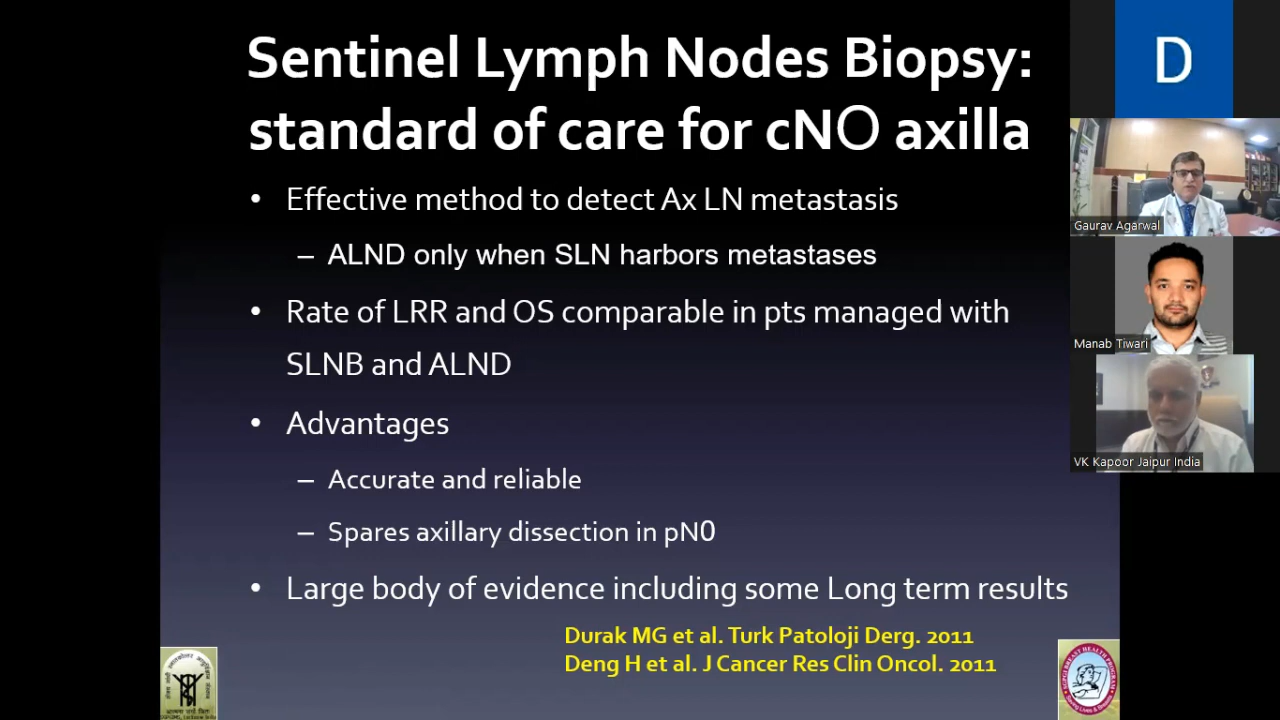 Sentinel Lymph Nodes Biopsy:
standard of care for cN0 axilla
• Effective method to detect Ax LN metastasis
– ALND only when SLN harbors metastases
• Rate of LRR and OS comparable in pts managed with
SLNB and ALND
• Advantages
– Accurate and reliable
– Spares axillary dissection in pN0
• Large body of evidence including some Long term results
Durak MG et al. Turk Patoloji Derg. 2011
Deng H et al. J Cancer Res Clin Oncol. 2011
D
Gaurav Agarwal
Manab Tiwari
VK Kapoor Jaipur India